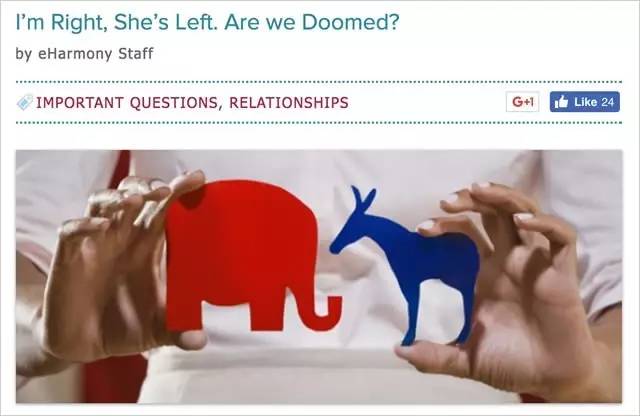 I'm Right, She's Left. Are we Doomed?
by eHarmony Staff
IMPORTANT QUESTIONS, RELATIONSHIPS
G+1
Like 24